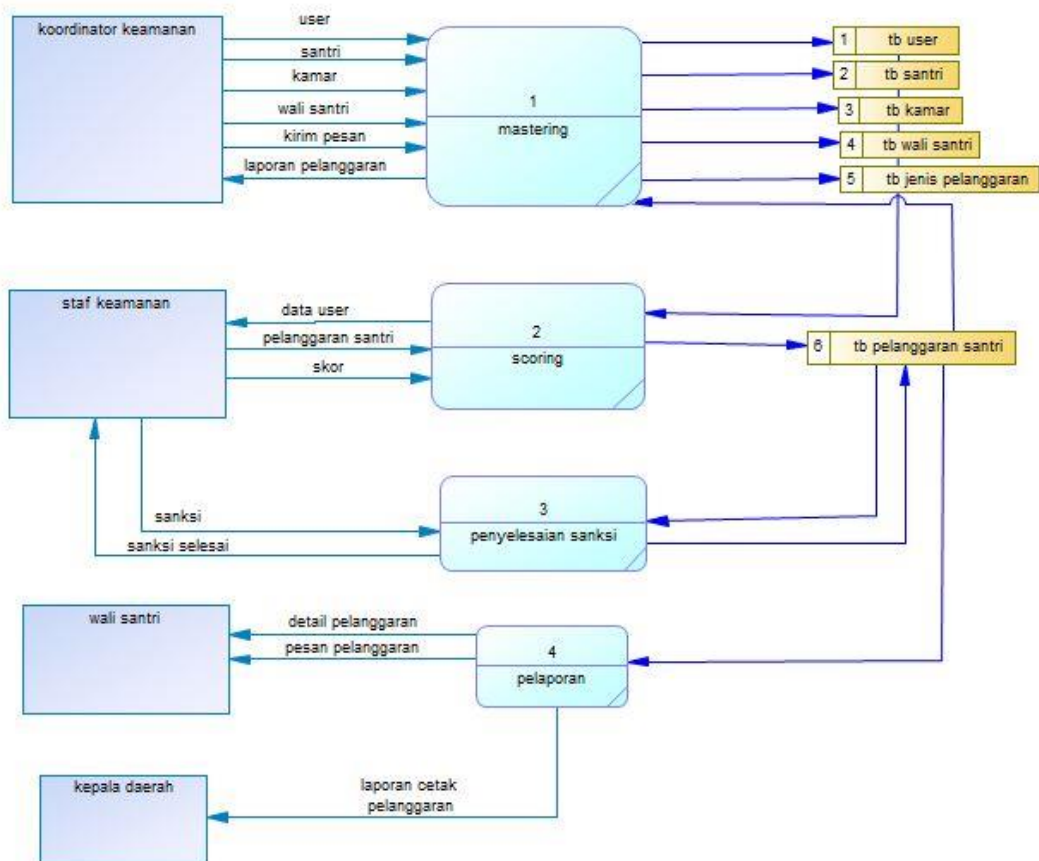 koordinator keamanan
user
santri
kamar
wali santri
kirim pesan
laporan pelanggaran
1
mastering
1 tb user
2 tb santri
3 tb kamar
4 tb wali santri
5 tb jenis pelanggaran
staf keamanan
data user
pelanggaran santri
skor
2
scoring
6 tb pelanggaran santri
sanksi
sanksi selesai
3
penyelesaian sanksi
wali santri
detail pelanggaran
pesan pelanggaran
4
pelaporan
kepala daerah
laporan cetak
pelanggaran